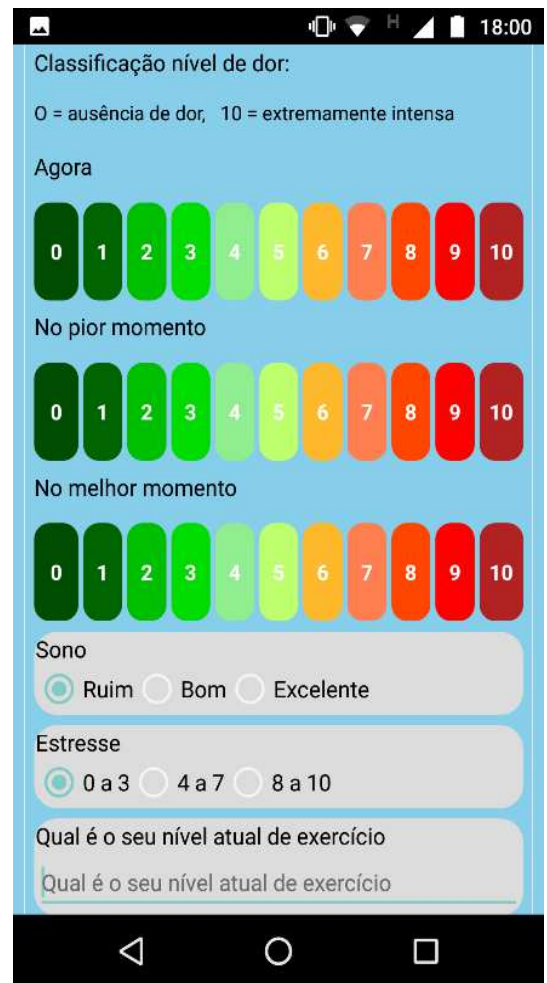 H 18:00
Classificação nível de dor:
O = ausência de dor, 10 = extremamente intensa
Agora
0 1 2 3 4 5 6 7 8 9 10
No pior momento
0 1 2 3 4 5 6 7 8 9 10
No melhor momento
0 1 2 3 4 5 6 7 8 9 10
Sono
Ruim Bom Excelente
Estresse
0 a 3 4 a 7 8 a 10
Qual é o seu nível atual de exercício
Qual é o seu nível atual de exercício